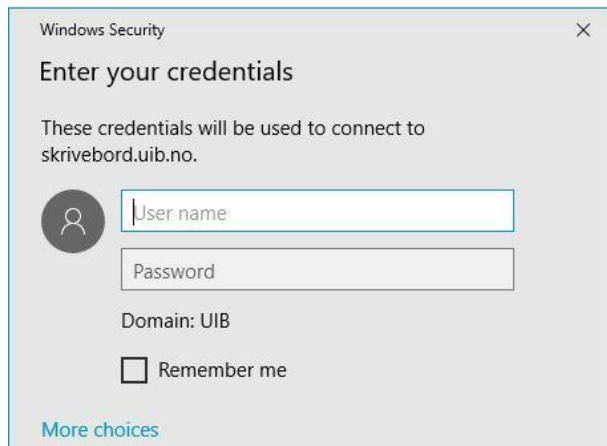 Windows Security
Enter your credentials
These credentials will be used to connect to
skrivebord.uib.no.
User name
Password
Domain: UIB
Remember me
More choices